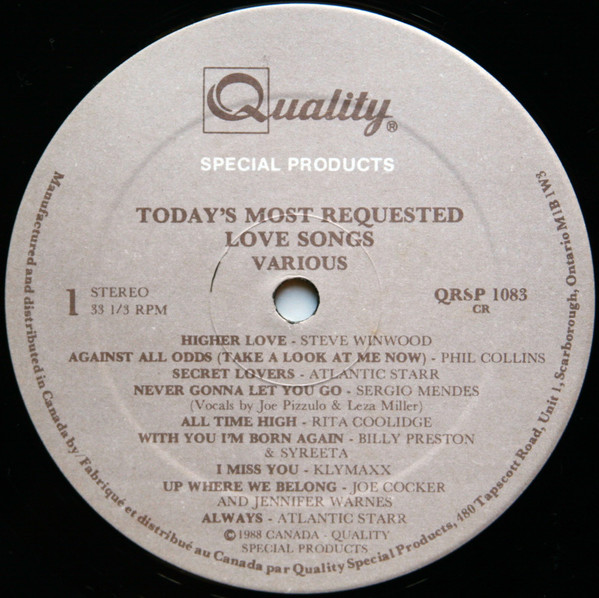 Quality®
SPECIAL PRODUCTS
TODAY'S MOST REQUESTED
LOVE SONGS
VARIOUS
1 STEREO
33 1/3 RPM
QRSP 1083
CR
HIGHER LOVE - STEVE WINWOOD
AGAINST ALL ODDS (TAKE A LOOK AT ME NOW) - PHIL COLLINS
SECRET LOVERS - ATLANTIC STARR
NEVER GONNA LET YOU GO - SERGIO MENDES
(Vocals by Joe Pizzulo & Leza Miller)
ALL TIME HIGH - RITA COOLIDGE
WITH YOU I'M BORN AGAIN - BILLY PRESTON
& SYREETA
I MISS YOU - KLYMAXX
UP WHERE WE BELONG - JOE COCKER
AND JENNIFER WARNES
ALWAYS - ATLANTIC STARR
©1988 CANADA - QUALITY
SPECIAL PRODUCTS
Manufactured and distributed in Canada by/Fabriqué et distribué au Canada par Quality Special Products, 480 Tapscott Road, Unit 1, Scarborough, Ontario M1B 1W3